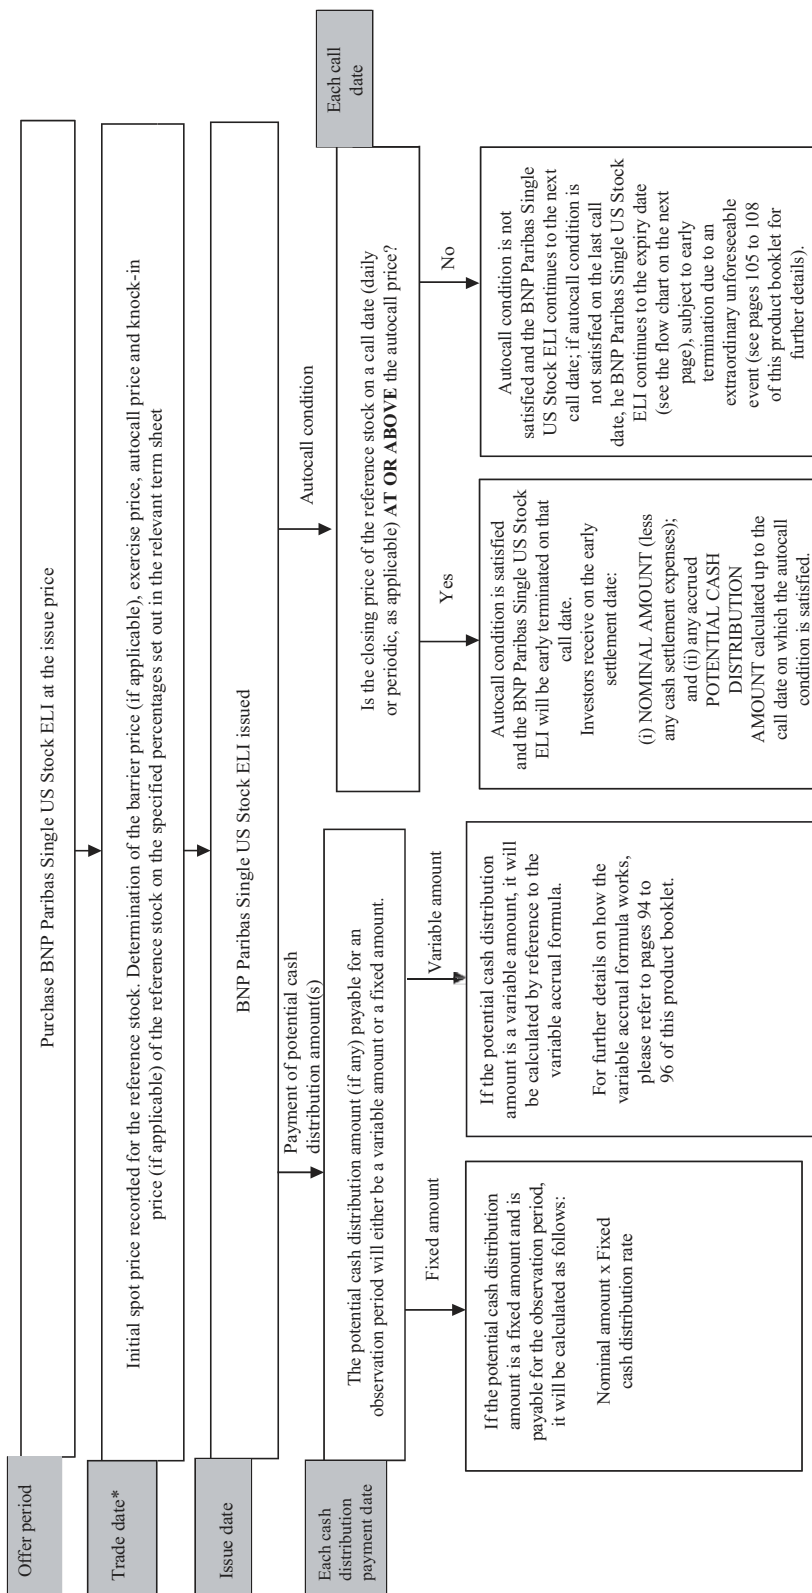 Offer period
Purchase BNP Paribas Single US Stock ELI at the issue price
Trade date*
Initial spot price recorded for the reference stock. Determination of the barrier price (if applicable), exercise price, autocall price and knock-in
price (if applicable) of the reference stock on the specified percentages set out in the relevant term sheet
Issue date
BNP Paribas Single US Stock ELI issued
Payment of potential cash
distribution amount(s)
Autocall condition
Each cash
distribution
payment date
The potential cash distribution amount (if any) payable for an
observation period will either be a variable amount or a fixed amount.
Each call
date
Is the closing price of the reference stock on a call date (daily
or periodic, as applicable) AT OR ABOVE the autocall price?
Fixed amount
Variable amount
Yes
No
If the potential cash distribution
amount is a fixed amount and is
payable for the observation period,
it will be calculated as follows:
Nominal amount x Fixed
cash distribution rate
If the potential cash distribution
amount is a variable amount, it will
be calculated by reference to the
variable accrual formula.
For further details on how the
variable accrual formula works,
please refer to pages 94 to
96 of this product booklet.
Autocall condition is satisfied
and the BNP Paribas Single US Stock
ELI will be early terminated on that
call date.
Investors receive on the early
settlement date:
(i) NOMINAL AMOUNT (less
any cash settlement expenses);
and (ii) any accrued
POTENTIAL CASH
DISTRIBUTION
AMOUNT calculated up to the
call date on which the autocall
condition is satisfied.
Autocall condition is not
satisfied and the BNP Paribas Single
US Stock ELI continues to the next
call date; if autocall condition is
not satisfied on the last call
date, he BNP Paribas Single US Stock
ELI continues to the expiry date
(see the flow chart on the next
page), subject to early
termination due to an
extraordinary unforeseeable
event (see pages 105 to 108
of this product booklet for
further details).